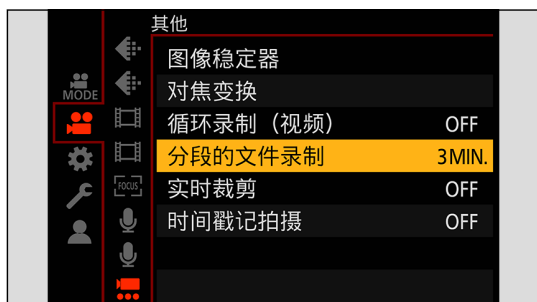 其他
图像稳定器
MODE
对焦变换
循环录制（视频） OFF
分段的文件录制 3MIN.
FOCUS
实时裁剪 OFF
时间戳记拍摄 OFF